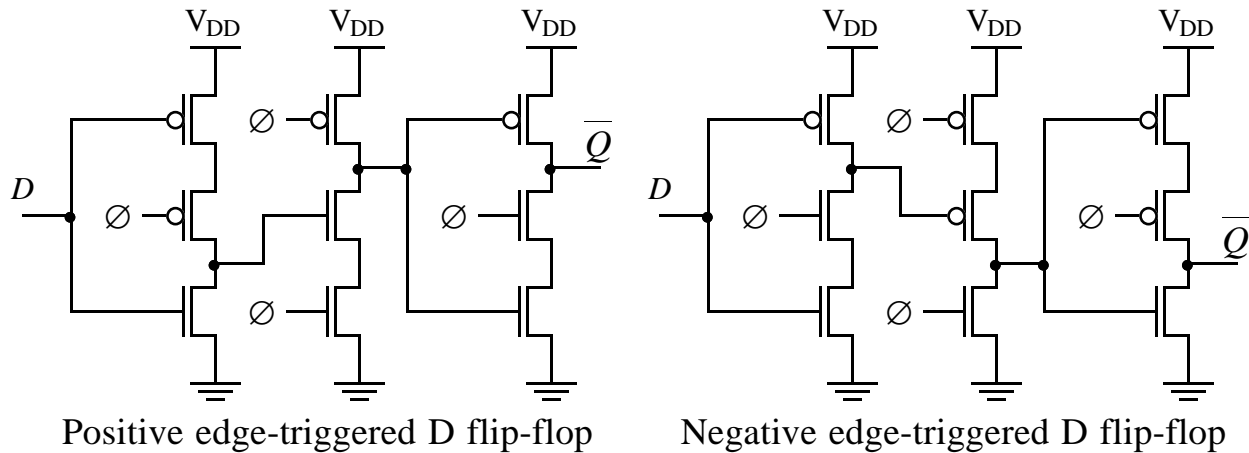 V_DD V_DD V_DD V_DD V_DD V_DD
∅ ∅
Q̅
D ∅ ∅ D ∅ ∅
Q̅
∅ ∅
Positive edge-triggered D flip-flop Negative edge-triggered D flip-flop